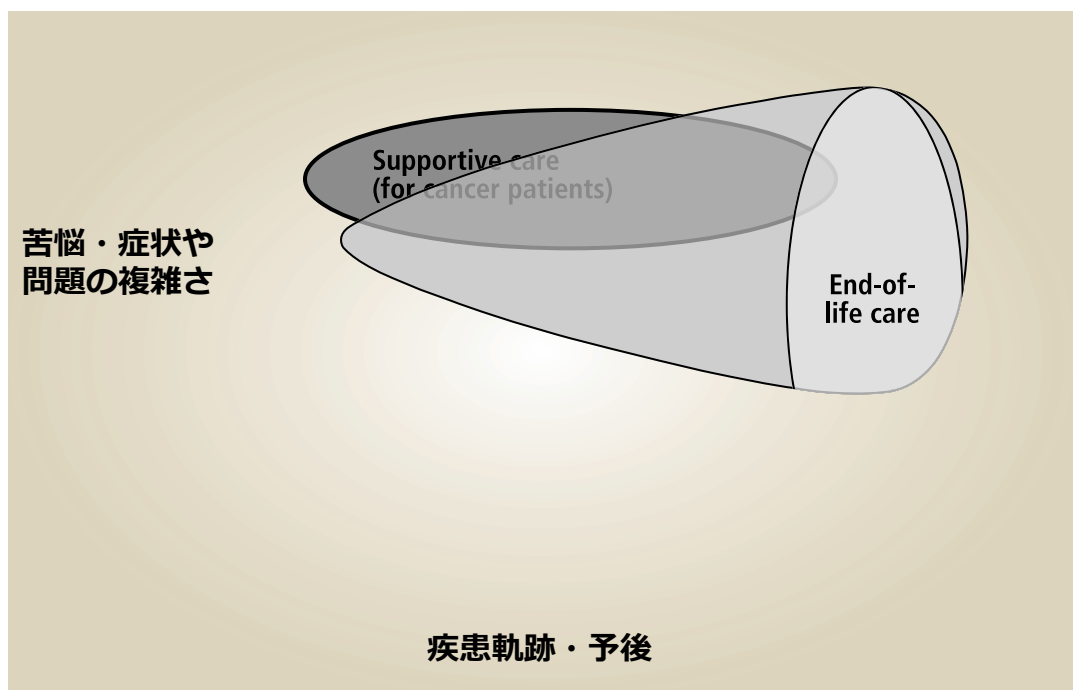 Supportive care
(for cancer patients)
苦悩・症状や
問題の複雑さ
End-of-
life care
疾患軌跡・予後